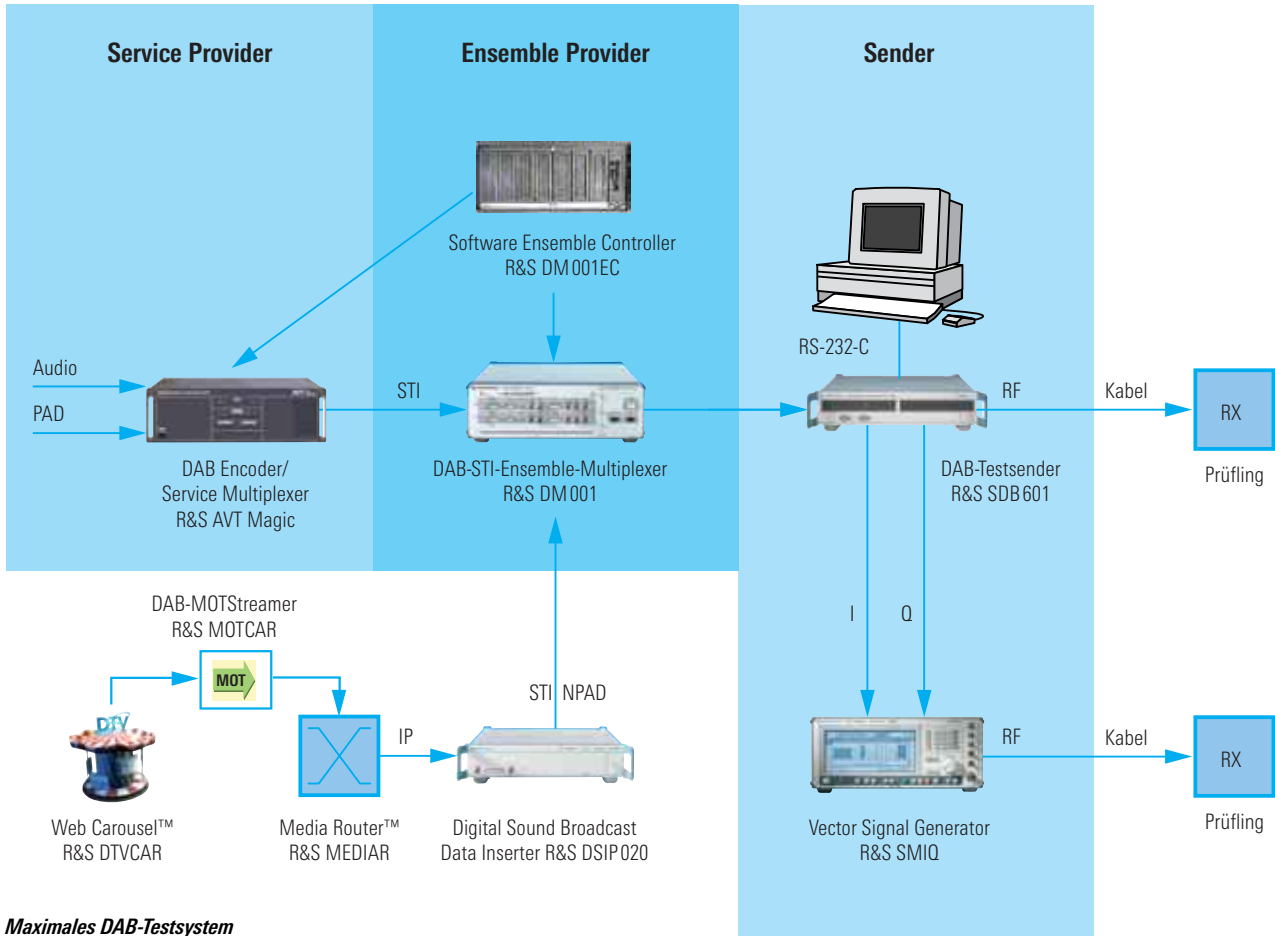 Service Provider
Ensemble Provider
Sender
Software Ensemble Controller
R&S DM001EC
RS-232-C
Audio
PAD
STI
RF
Kabel
RX
DAB Encoder/
Service Multiplexer
R&S AVT Magic
DAB-STI-Ensemble-Multiplexer
R&S DM001
DAB-Testsender
R&S SDB601
Prüfling
DAB-MOTStreamer
R&S MOTCAR
MOT
I
Q
STI NPAD
DTV
IP
RF
Kabel
RX
Web Carousel™
R&S DTVCAR
Media Router™
R&S MEDIAR
Digital Sound Broadcast
Data Inserter R&S DSIP020
Vector Signal Generator
R&S SMIQ
Prüfling
Maximales DAB-Testsystem